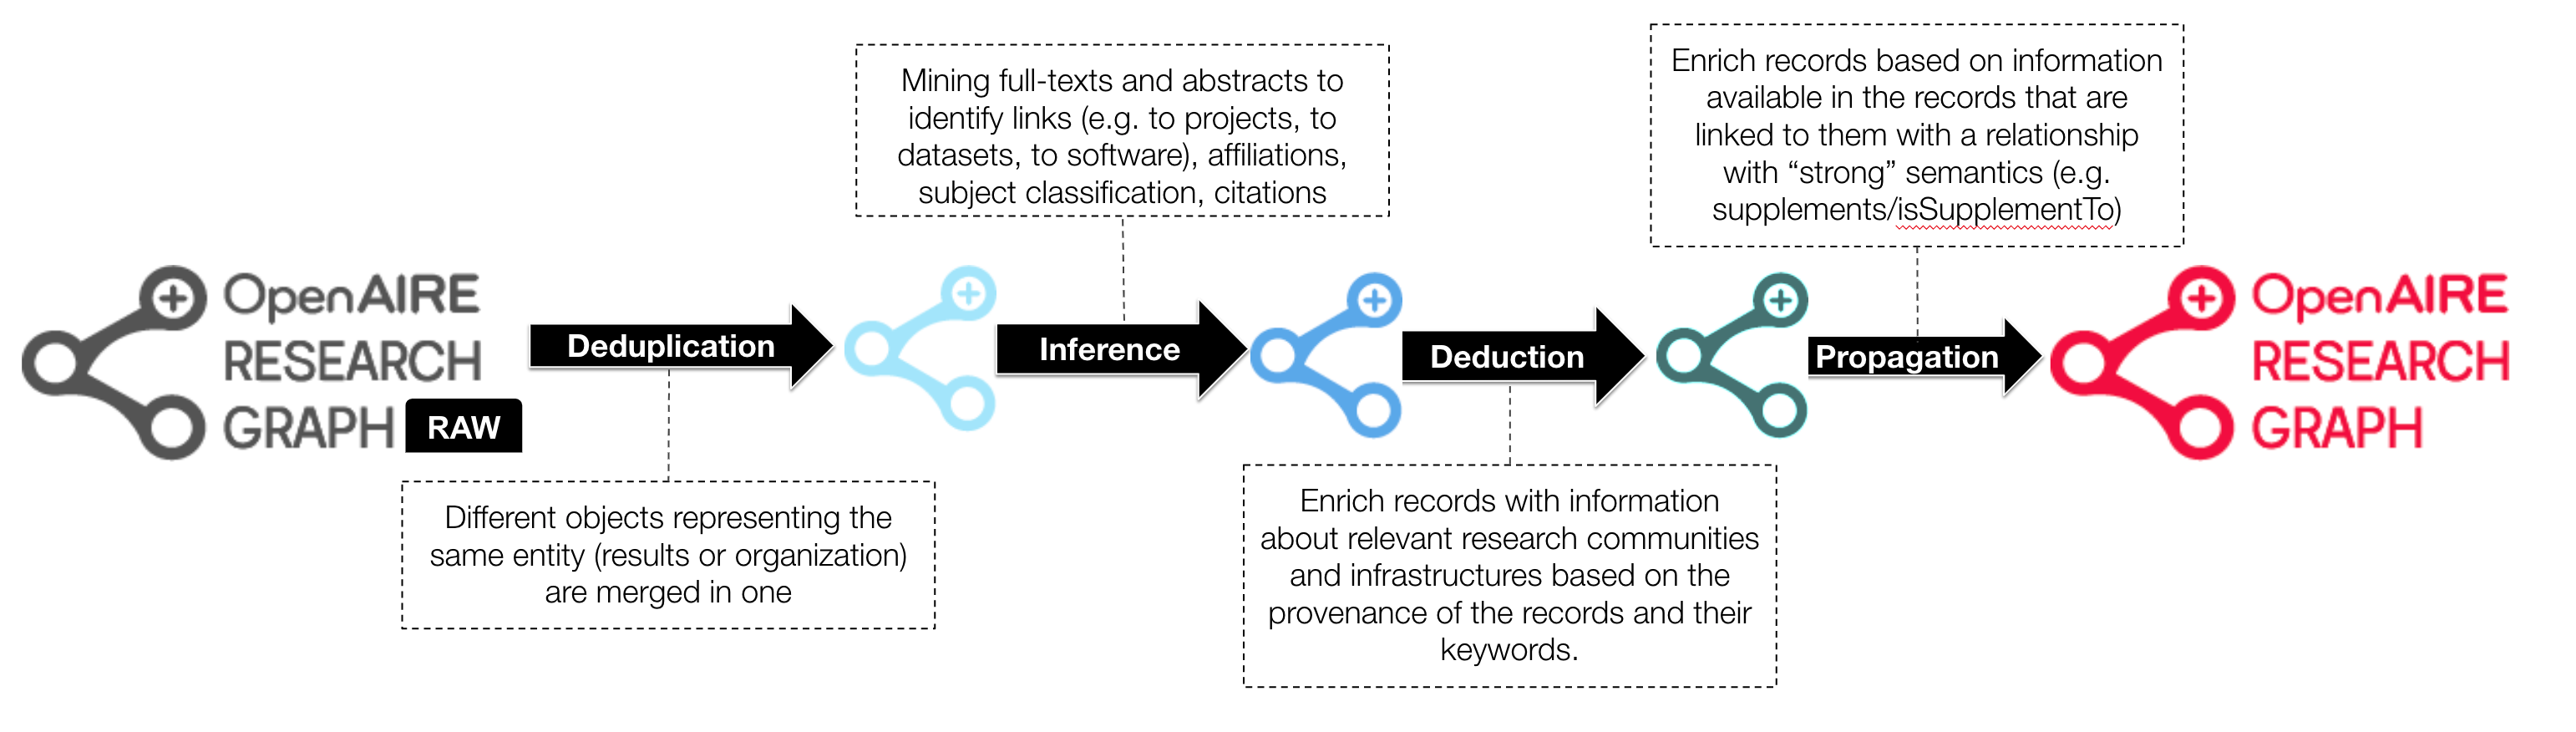 OpenAIRE
RESEARCH
GRAPH RAW
Deduplication
Different objects representing the
same entity (results or organization)
are merged in one
Mining full-texts and abstracts to
identify links (e.g. to projects, to
datasets, to software), affiliations,
subject classification, citations
Inference
Deduction
Enrich records with information
about relevant research communities
and infrastructures based on the
provenance of the records and their
keywords.
Enrich records based on information
available in the records that are
linked to them with a relationship
with “strong” semantics (e.g.
supplements/isSupplementTo)
Propagation
OpenAIRE
RESEARCH
GRAPH